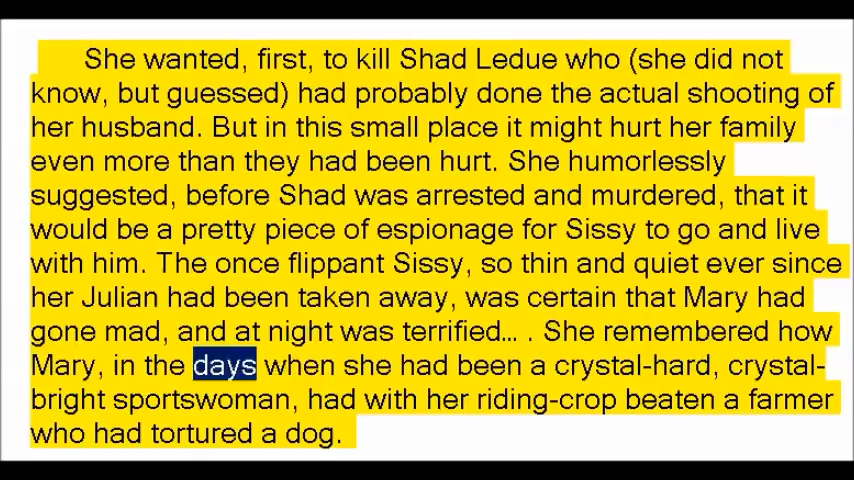 She wanted, first, to kill Shad Ledue who (she did not
know, but guessed) had probably done the actual shooting of
her husband. But in this small place it might hurt her family
even more than they had been hurt. She humorlessly
suggested, before Shad was arrested and murdered, that it
would be a pretty piece of espionage for Sissy to go and live
with him. The once flippant Sissy, so thin and quiet ever since
her Julian had been taken away, was certain that Mary had
gone mad, and at night was terrified... . She remembered how
Mary, in the days when she had been a crystal-hard, crystal-
bright sportswoman, had with her riding-crop beaten a farmer
who had tortured a dog.